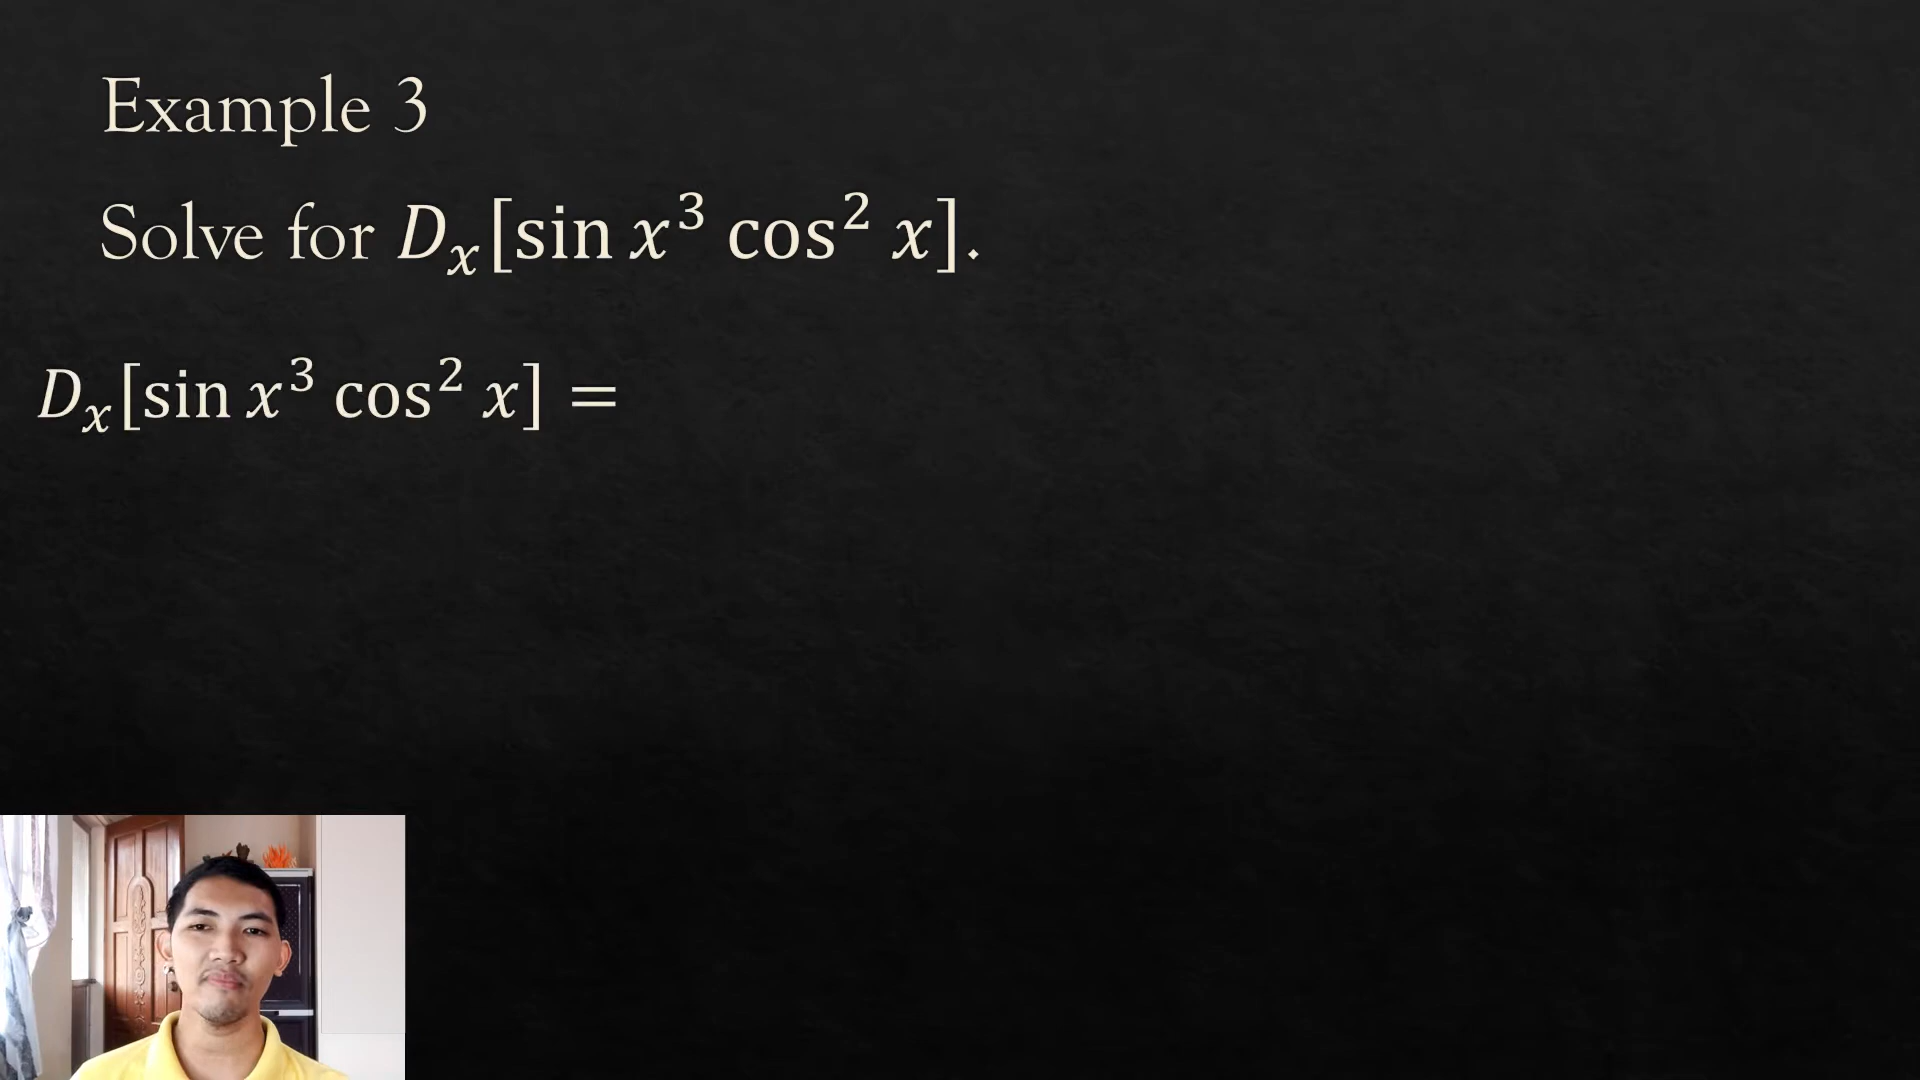 Example 3
Solve for Dₓ[sin x³ cos² x].
Dₓ[sin x³ cos² x] =